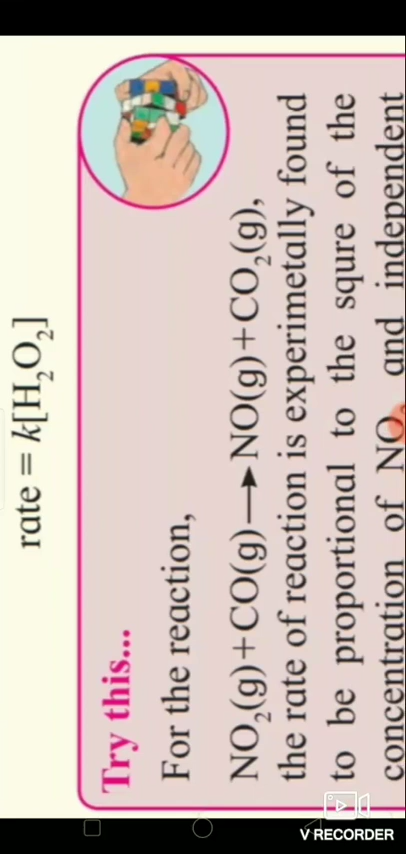 rate = k[H₂O₂]
Try this...
For the reaction,
NO₂(g)+CO(g)⟶NO(g)+CO₂(g),
the rate of reaction is experimetally found
to be proportional to the squre of the
concentration of NO₂ and independent
V RECORDER